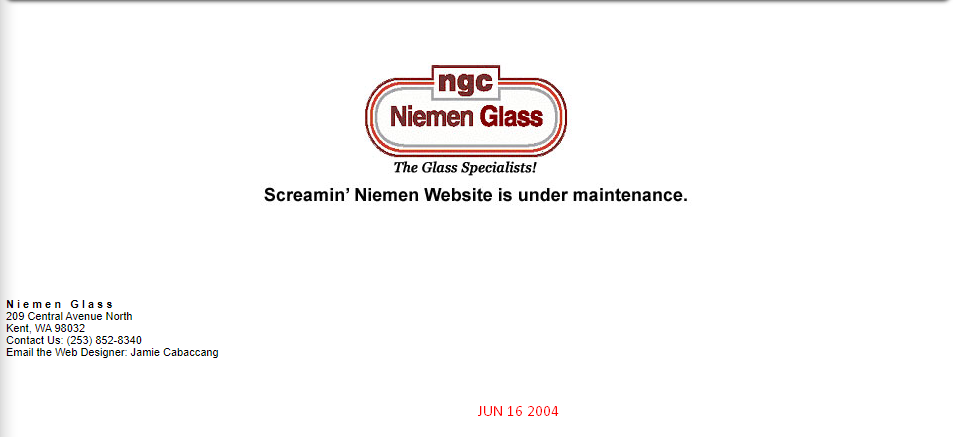 ngc
Niemen Glass
The Glass Specialists!
Screamin’ Niemen Website is under maintenance.
Niemen Glass
209 Central Avenue North
Kent, WA 98032
Contact Us: (253) 852-8340
Email the Web Designer: Jamie Cabaccang
JUN 16 2004